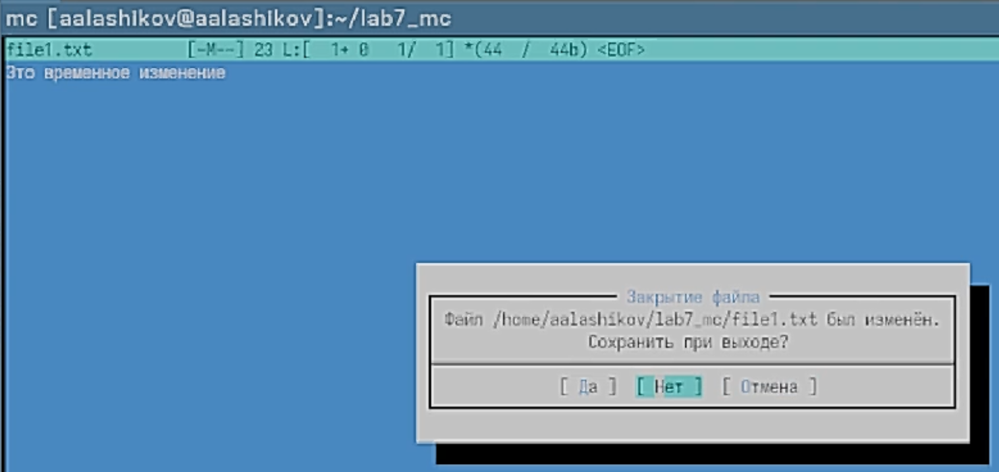 mc [aalashikov@aalashikov]:~/lab7_mc
file1.txt [-M--] 23 L:[ 1+ 0 1/ 1] *(44 / 44b) <EOF>
Это временное изменение
Закрытие файла
Файл /home/aalashikov/lab7_mc/file1.txt был изменён.
Сохранить при выходе?
[ Да ] [ Нет ] [ Отмена ]